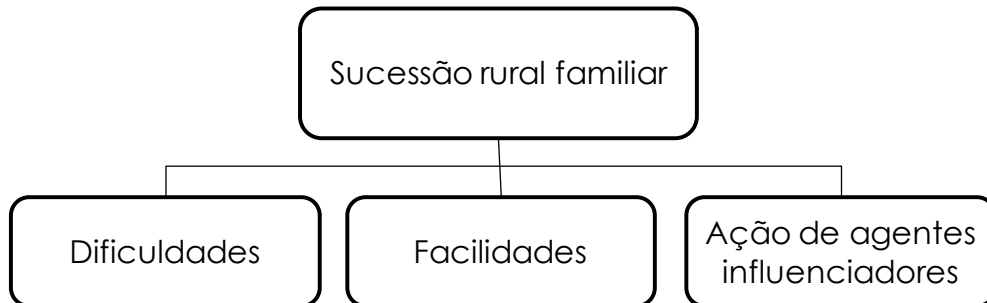 Sucessão rural familiar
Dificuldades
Facilidades
Ação de agentes
influenciadores